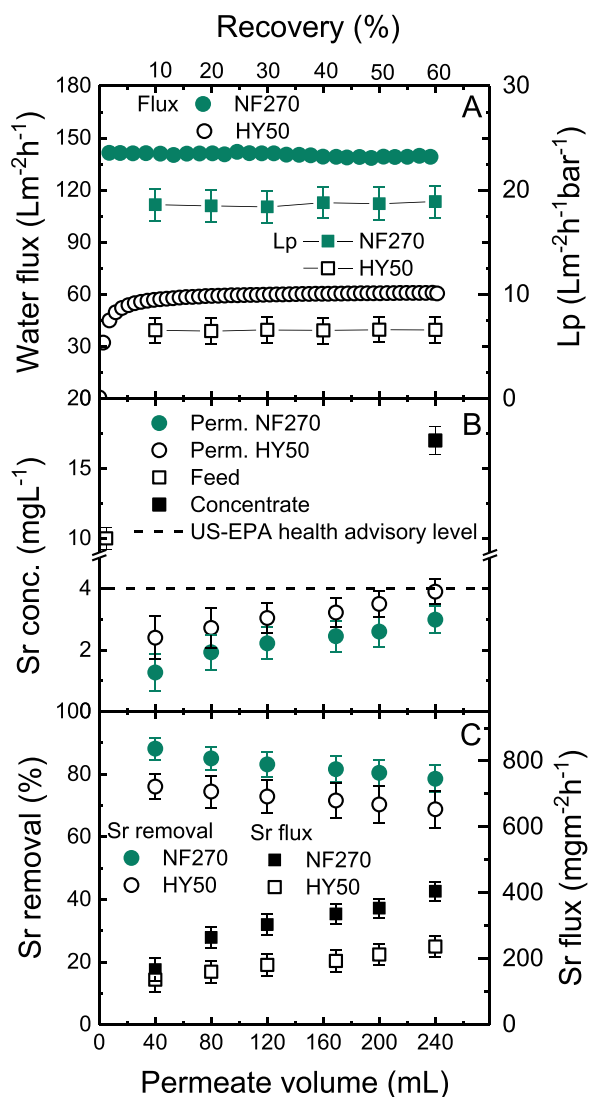 Recovery (%)
10 20 30 40 50 60
180 150 120 90 60 30 20
Water flux (Lm⁻²h⁻¹)
A
Flux NF270
HY50
Lp NF270
HY50
30 20 10 0
Lp (Lm⁻²h⁻¹bar⁻¹)
B
Perm. NF270
Perm. HY50
Feed
Concentrate
US-EPA health advisory level
15 10 4 2
Sr conc. (mgL⁻¹)
C
100 80 60 40 20 0
Sr removal (%)
Sr removal Sr flux
NF270 NF270
HY50 HY50
800 600 400 200 0
Sr flux (mgm⁻²h⁻¹)
0 40 80 120 160 200 240
Permeate volume (mL)